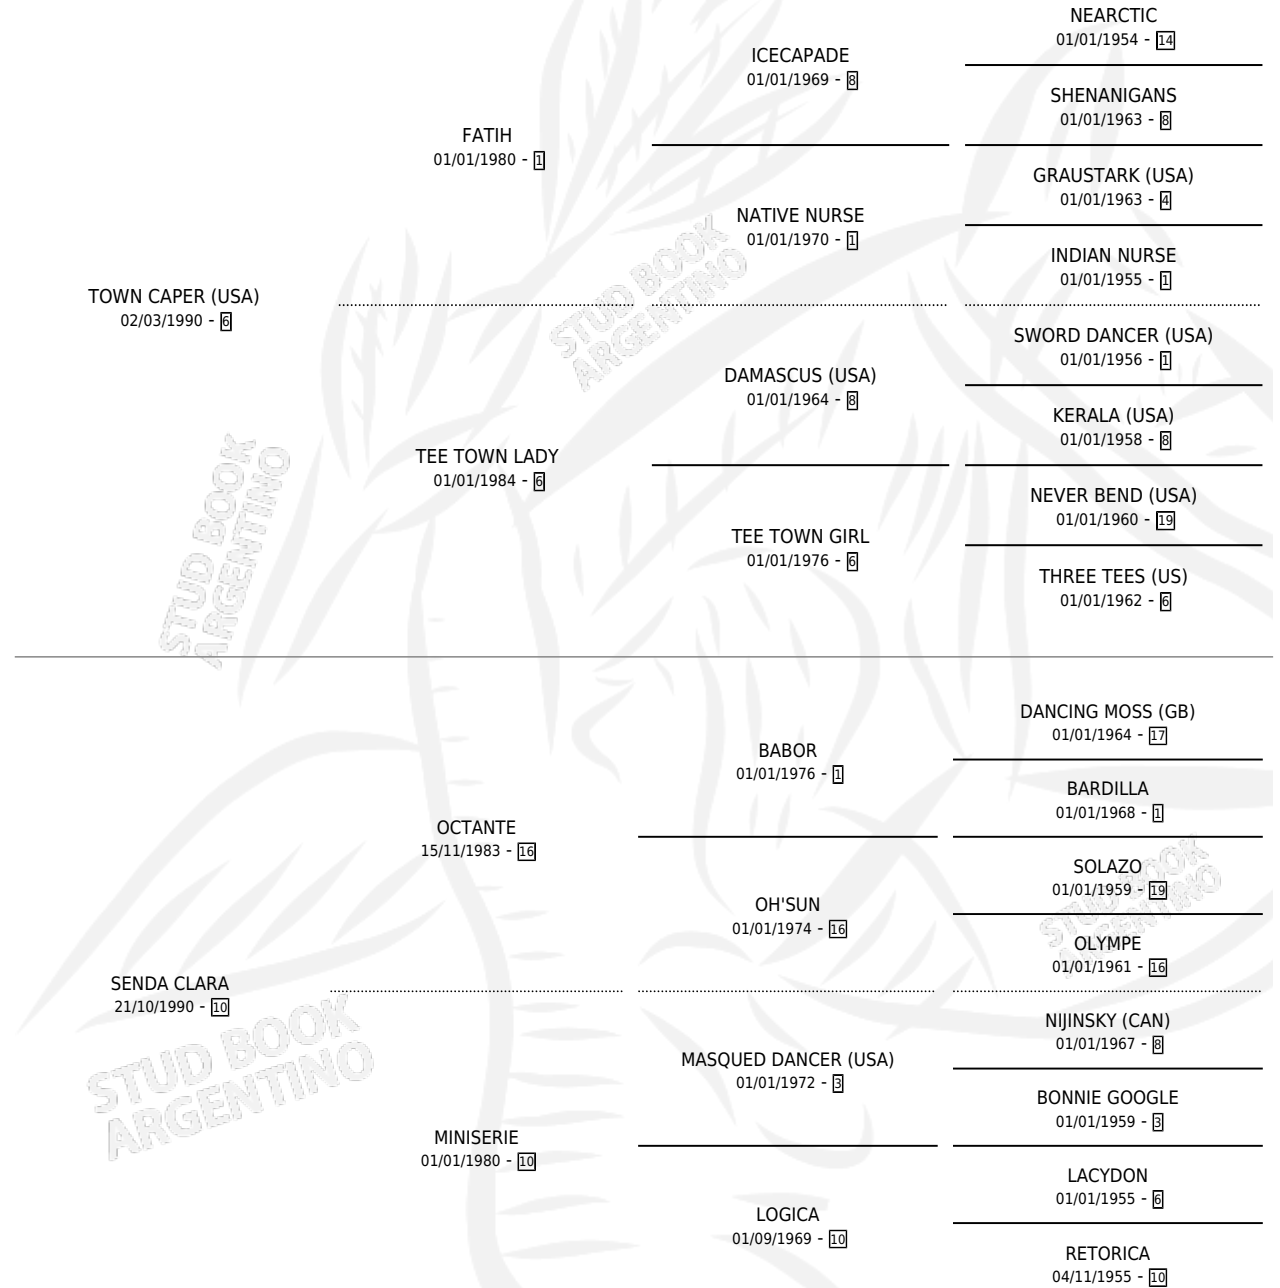 NEARCTIC
01/01/1954 - 14
ICECAPADE
01/01/1969 - 8
SHENANIGANS
01/01/1963 - 8
FATIH
01/01/1980 - 1
GRAUSTARK (USA)
01/01/1963 - 4
NATIVE NURSE
01/01/1970 - 1
INDIAN NURSE
01/01/1955 - 1
TOWN CAPER (USA)
02/03/1990 - 6
SWORD DANCER (USA)
01/01/1956 - 1
DAMASCUS (USA)
01/01/1964 - 8
KERALA (USA)
01/01/1958 - 8
TEE TOWN LADY
01/01/1984 - 6
NEVER BEND (USA)
01/01/1960 - 19
TEE TOWN GIRL
01/01/1976 - 6
THREE TEES (US)
01/01/1962 - 6
STUD BOOK
ARGENTINO
STUD BOOK
ARGENTINO
DANCING MOSS (GB)
01/01/1964 - 17
BABOR
01/01/1976 - 1
BARDILLA
01/01/1968 - 1
OCTANTE
15/11/1983 - 16
SOLAZO
01/01/1959 - 19
OH'SUN
01/01/1974 - 16
OLYMPE
01/01/1961 - 16
SENDA CLARA
21/10/1990 - 10
NIJINSKY (CAN)
01/01/1967 - 8
MASQUED DANCER (USA)
01/01/1972 - 3
BONNIE GOOGLE
01/01/1959 - 3
MINISERIE
01/01/1980 - 10
LACYDON
01/01/1955 - 6
LOGICA
01/09/1969 - 10
RETORICA
04/11/1955 - 10
STUD BOOK
ARGENTINO
STUD BOOK
ARGENTINO